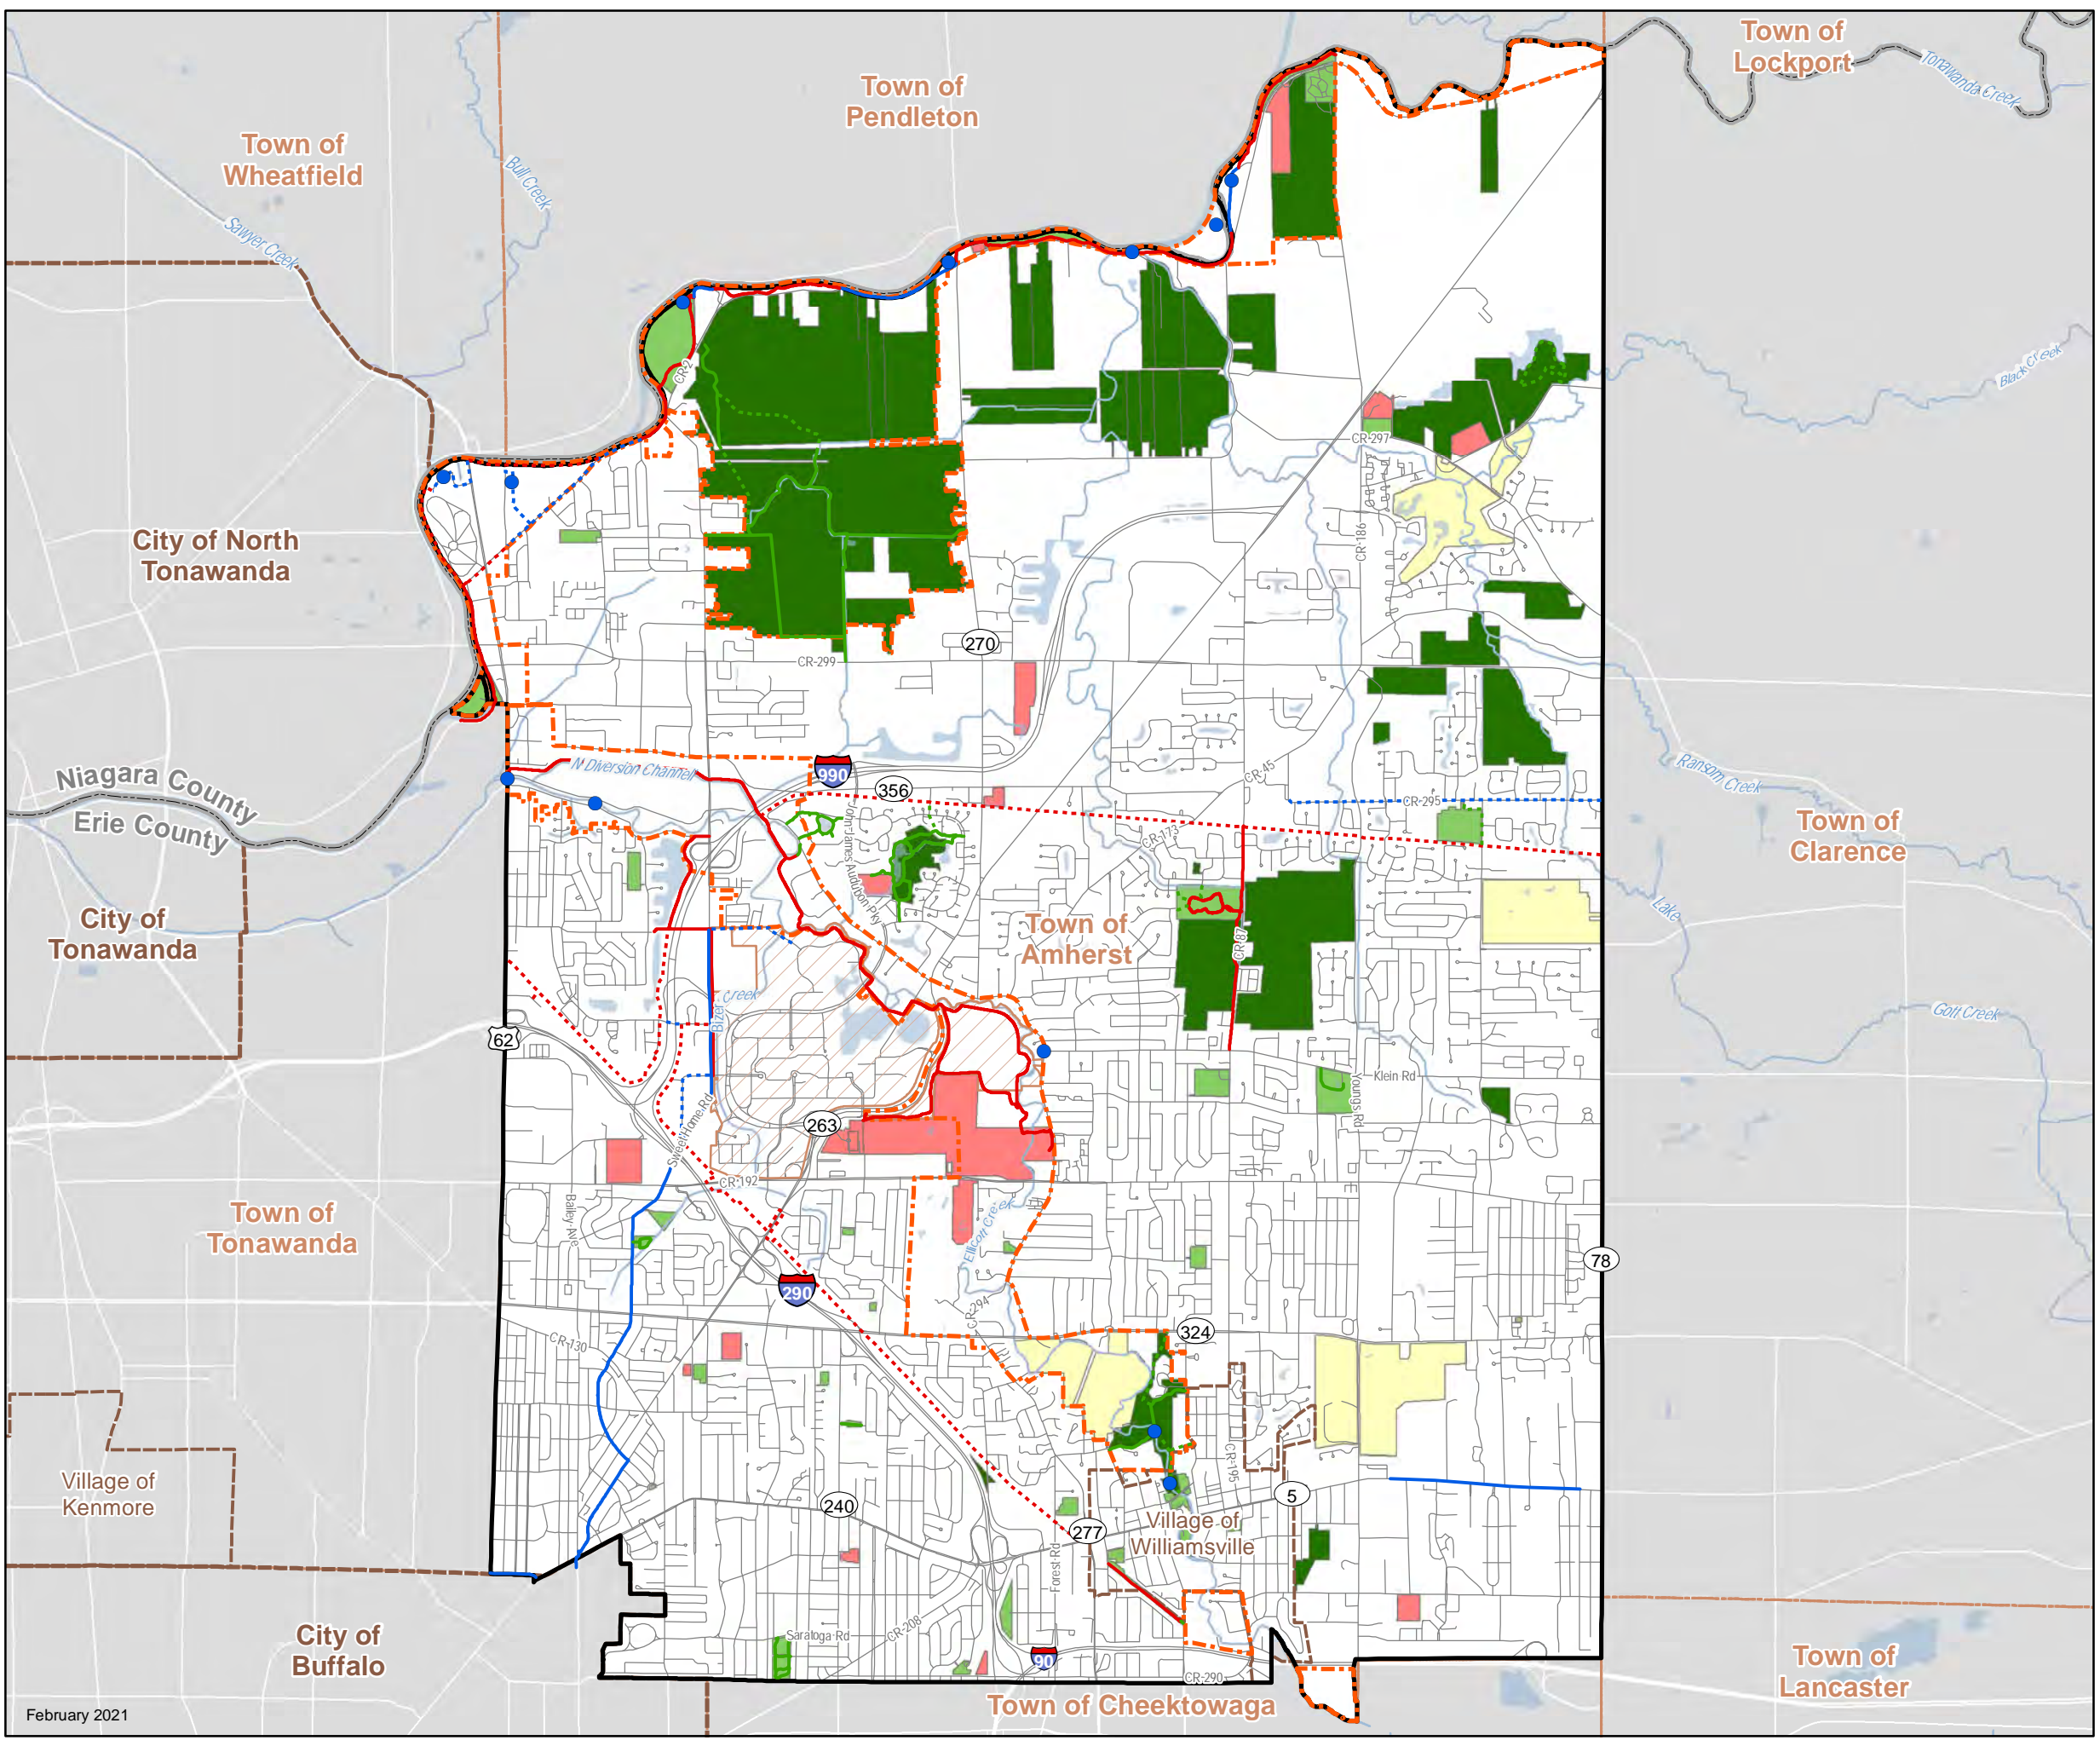 Town of
Lockport
Tonawanda Creek
Town of
Pendleton
Town of
Wheatfield
Bull Creek
Sawyer Creek
CR-2
Black Creek
CR-297
City of North
Tonawanda
CR-186
270
CR-299
Niagara County
Erie County
N Diversion Channel
990
356
CR-45
CR-295
Ransom Creek
Town of
Clarence
CR-173
John James Audubon Pky
City of
Tonawanda
Town of
Amherst
CR-87
Lake
Bizer Creek
Gott Creek
62
Klein Rd
Youngs Rd
263
Sweet Home Rd
CR-192
Bailey Ave
Town of
Tonawanda
Ellicott Creek
78
290
CR-294
324
CR-130
CR-195
Village of
Kenmore
240
5
277
Village of
Williamsville
Forest Rd
City of
Buffalo
Saratoga Rd
CR-208
90
CR-290
Town of
Lancaster
Town of Cheektowaga
February 2021